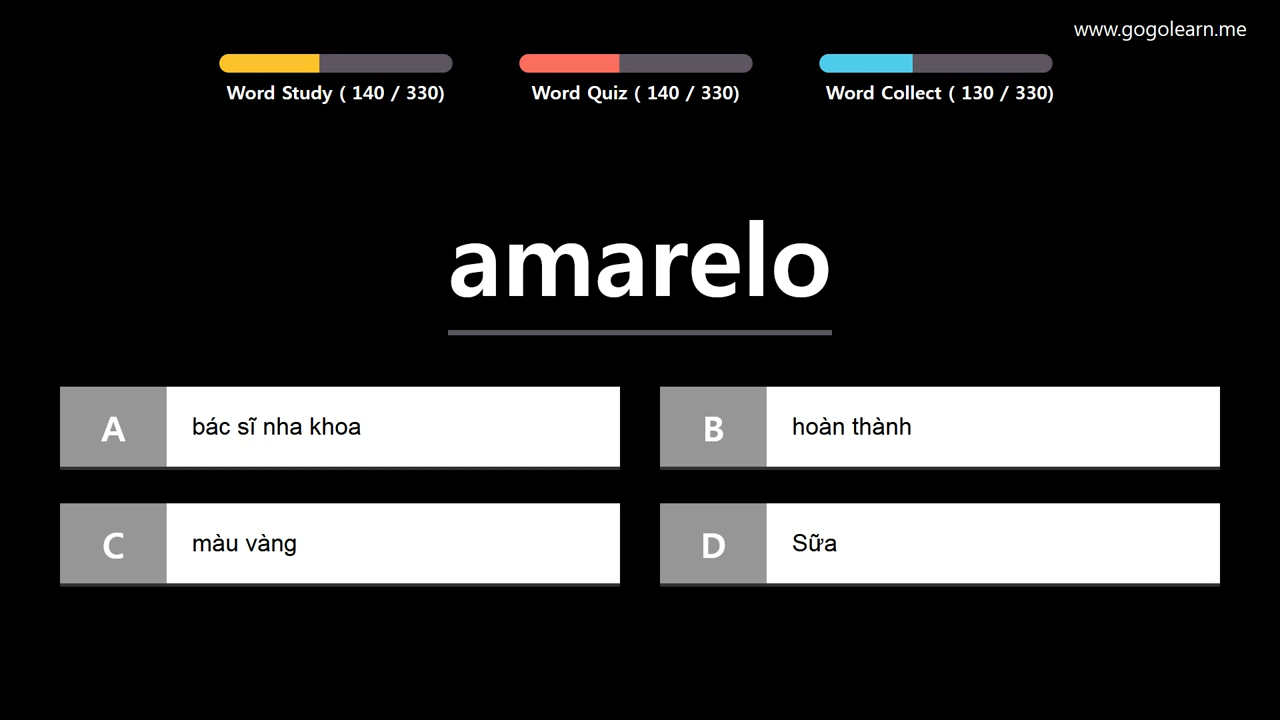 www.gogolearn.me
Word Study ( 140 / 330)
Word Quiz ( 140 / 330)
Word Collect ( 130 / 330)
amarelo
A
bác sĩ nha khoa
B
hoàn thành
C
màu vàng
D
Sữa